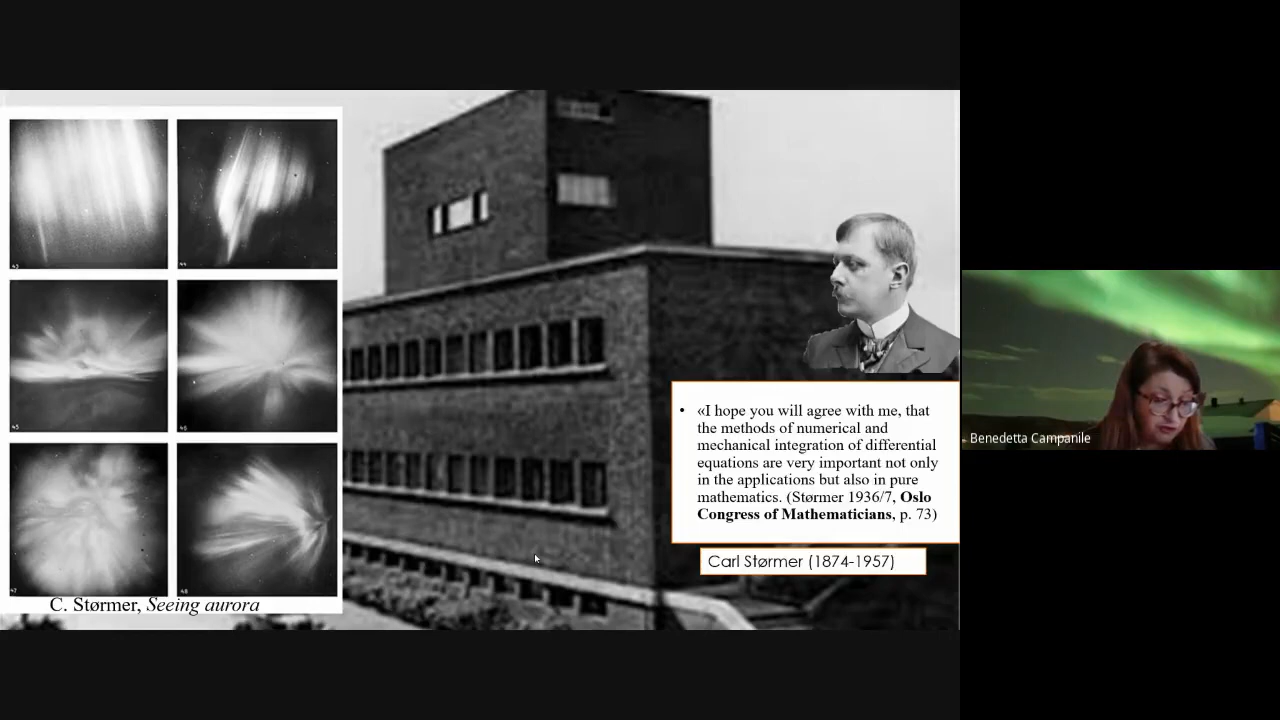 C. Størmer, Seeing aurora
• «I hope you will agree with me, that
the methods of numerical and
mechanical integration of differential
equations are very important not only
in the applications but also in pure
mathematics. (Størmer 1936/7, Oslo
Congress of Mathematicians, p. 73)
Carl Størmer (1874-1957)
Benedetta Campanile